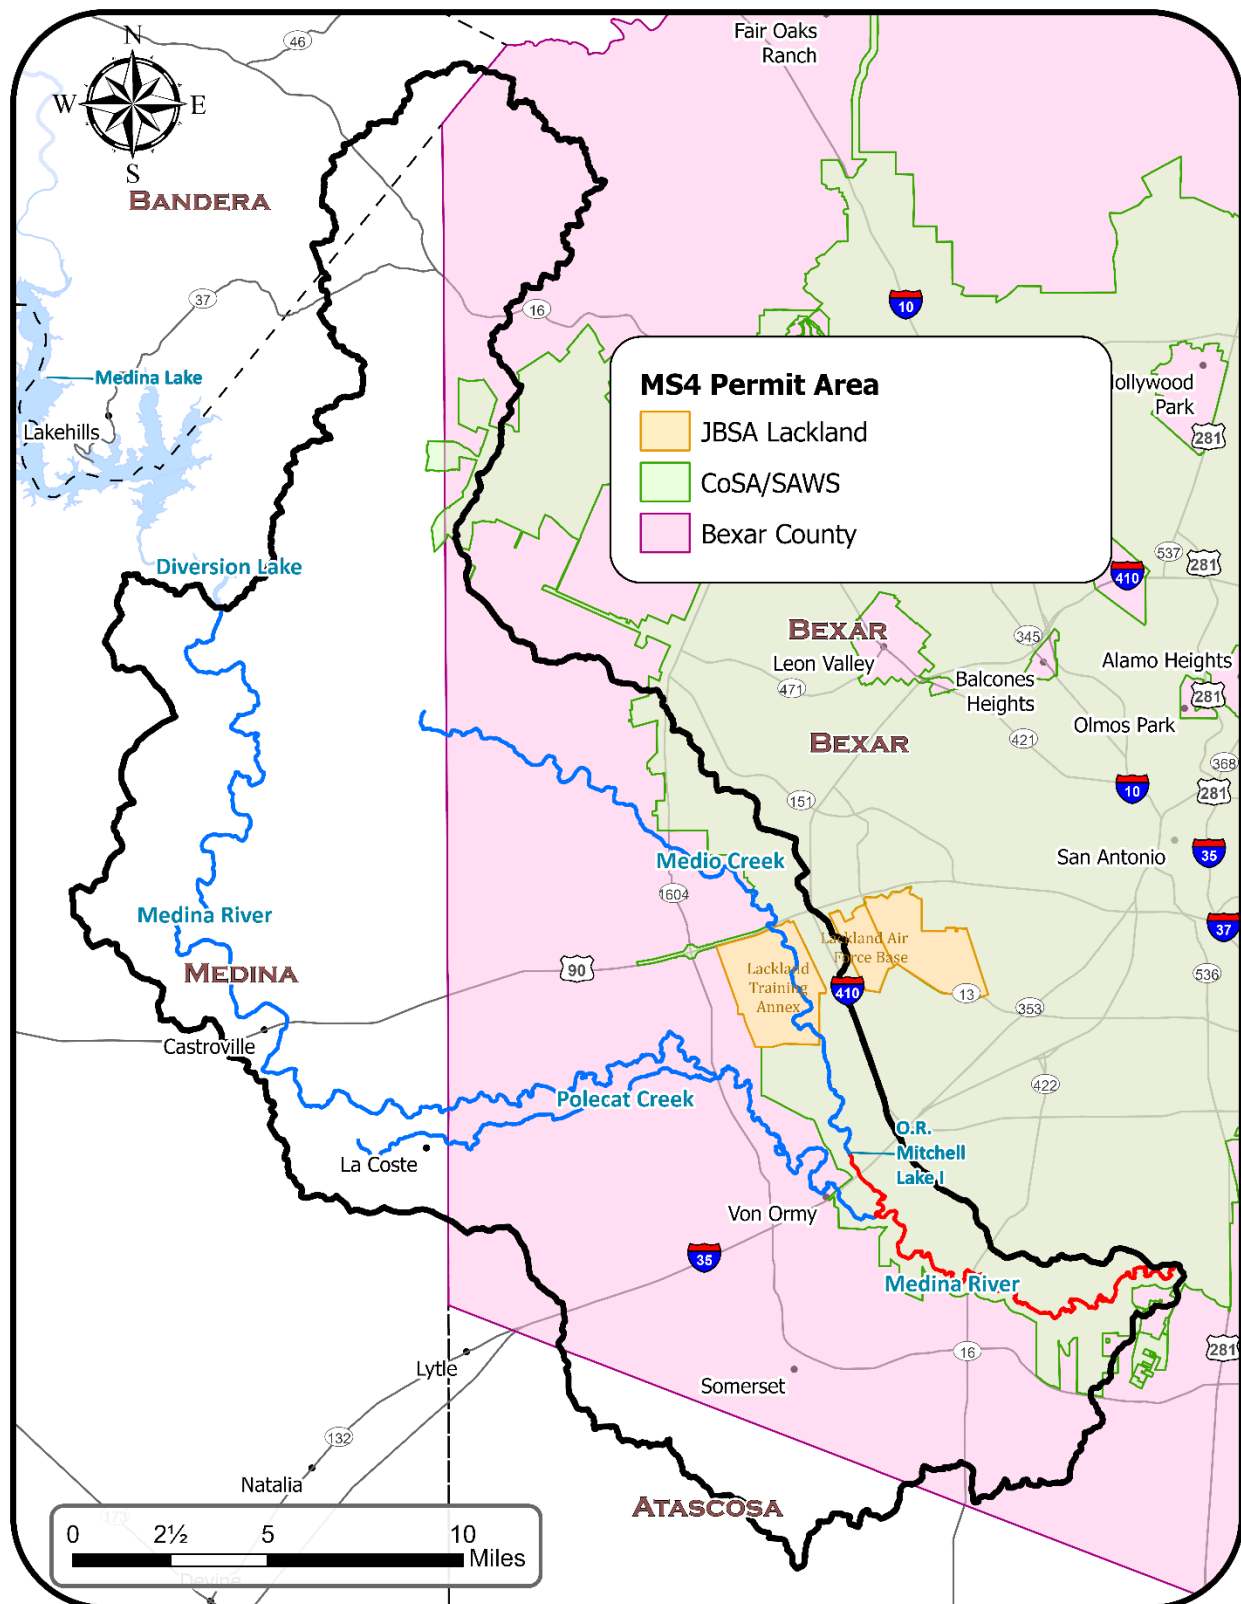 N
W
E
S
46
Fair Oaks
Ranch
BANDERA
37
16
10
Medina Lake
Lakehills
MS4 Permit Area
JBSA Lackland
CoSA/SAWS
Bexar County
Hollywood
Park
281
537
281
410
Diversion Lake
BEXAR
345
Leon Valley
471
Balcones
Heights
Alamo Heights
281
Olmos Park
BEXAR
421
368
10
281
151
San Antonio
35
Medio Creek
1604
Medina River
37
MEDINA
90
Lackland Air
Force Base
Lackland
Training
Annex
410
13
353
536
Castroville
422
Polecat Creek
La Coste
O.R.
Mitchell
Lake I
Von Ormy
35
Medina River
16
281
Lytle
Somerset
132
Natalia
ATASCOSA
173
0
2½
5
10
Miles
Devine